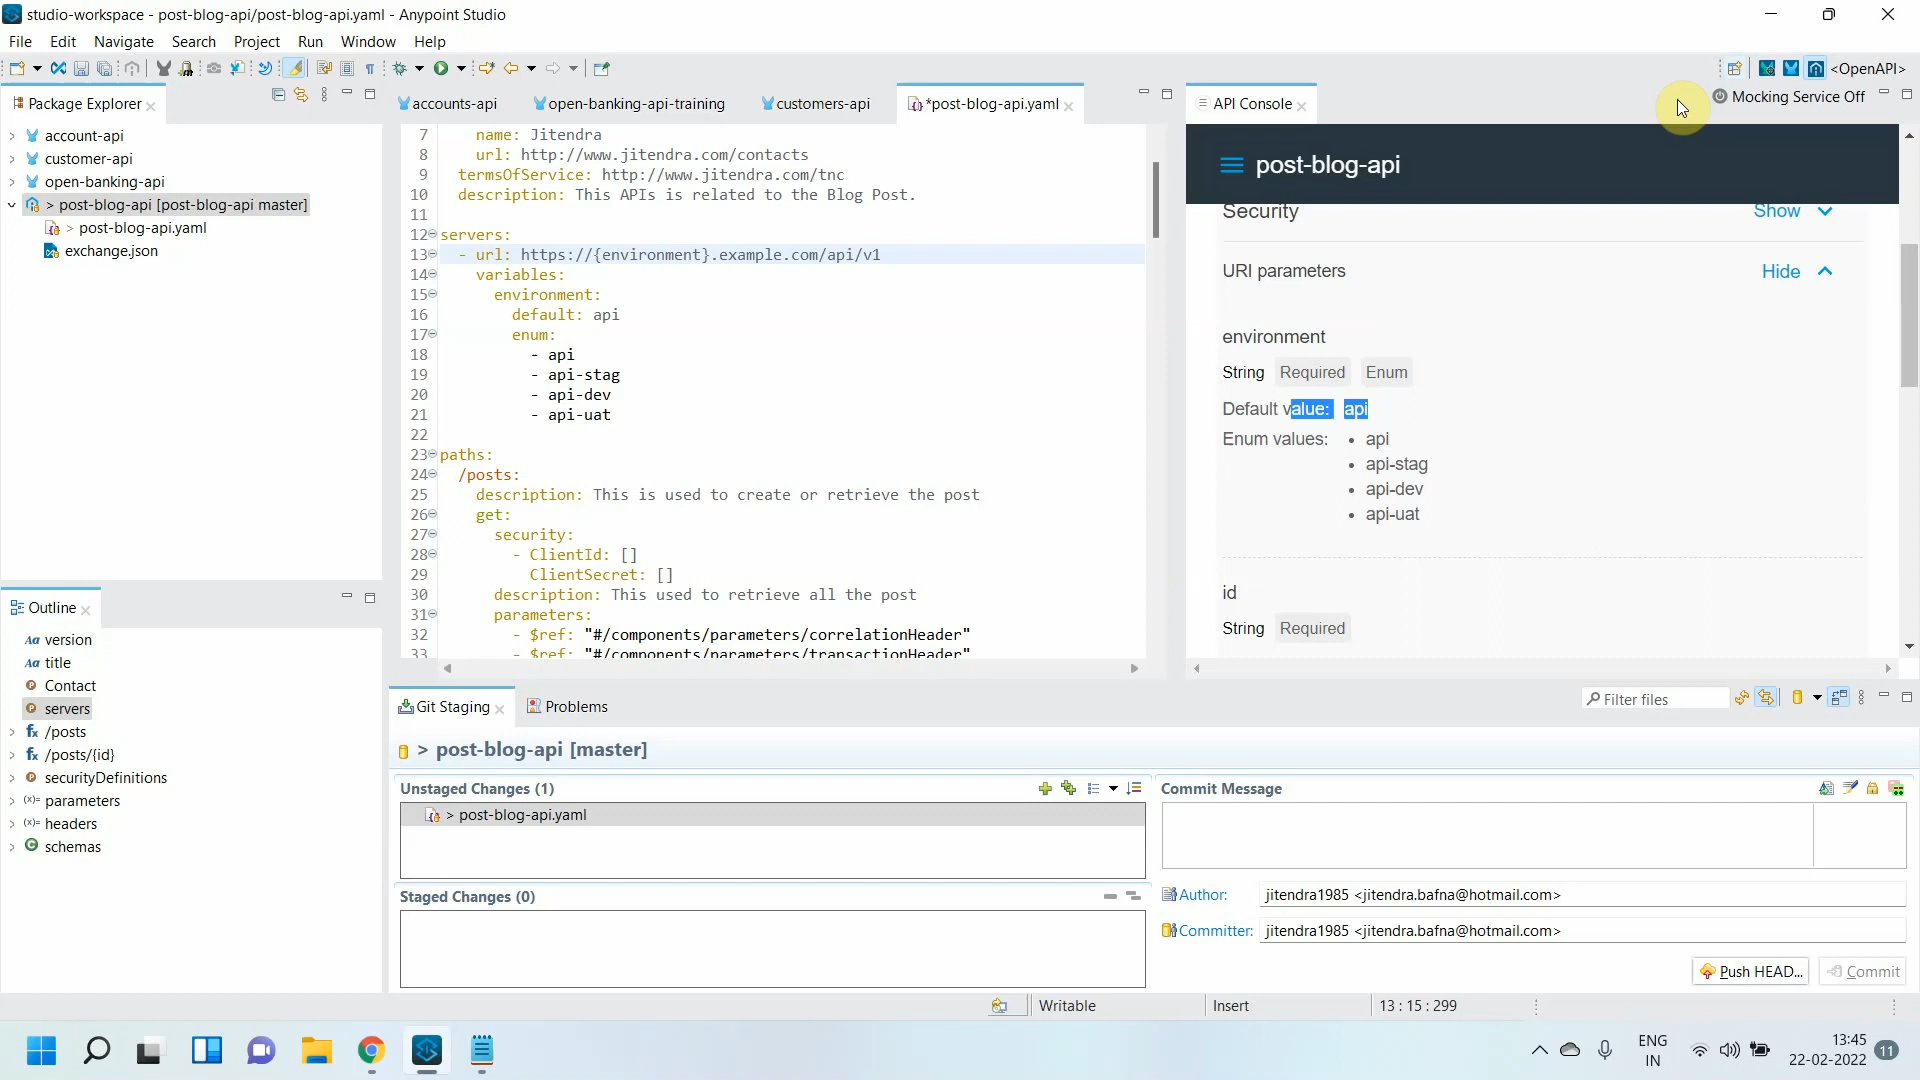 studio-workspace - post-blog-api/post-blog-api.yaml - Anypoint Studio
File Edit Navigate Search Project Run Window Help
<OpenAPI>
Package Explorer
account-api
customer-api
open-banking-api
> post-blog-api [post-blog-api master]
> post-blog-api.yaml
exchange.json
Outline
version
title
Contact
servers
/posts
/posts/{id}
securityDefinitions
parameters
headers
schemas
accounts-api open-banking-api-training customers-api *post-blog-api.yaml
7 name: Jitendra
8 url: http://www.jitendra.com/contacts
9 termsOfService: http://www.jitendra.com/tnc
10 description: This APIs is related to the Blog Post.
11
12 servers:
13 - url: https://{environment}.example.com/api/v1
14 variables:
15 environment:
16 default: api
17 enum:
18 - api
19 - api-stag
20 - api-dev
21 - api-uat
22
23 paths:
24 /posts:
25 description: This is used to create or retrieve the post
26 get:
27 security:
28 - ClientId: []
29 ClientSecret: []
30 description: This used to retrieve all the post
31 parameters:
32 - $ref: "#/components/parameters/correlationHeader"
33 - $ref: "#/components/parameters/transactionHeader"
API Console
Mocking Service Off
post-blog-api
Security Show
URI parameters Hide
environment
String Required Enum
Default value: api
Enum values: • api
• api-stag
• api-dev
• api-uat
id
String Required
Git Staging Problems
Filter files
> post-blog-api [master]
Unstaged Changes (1)
> post-blog-api.yaml
Staged Changes (0)
Commit Message
Author: jitendra1985 <jitendra.bafna@hotmail.com>
Committer: jitendra1985 <jitendra.bafna@hotmail.com>
Push HEAD... Commit
Writable Insert 13 : 15 : 299
ENG
IN
13:45
22-02-2022
11